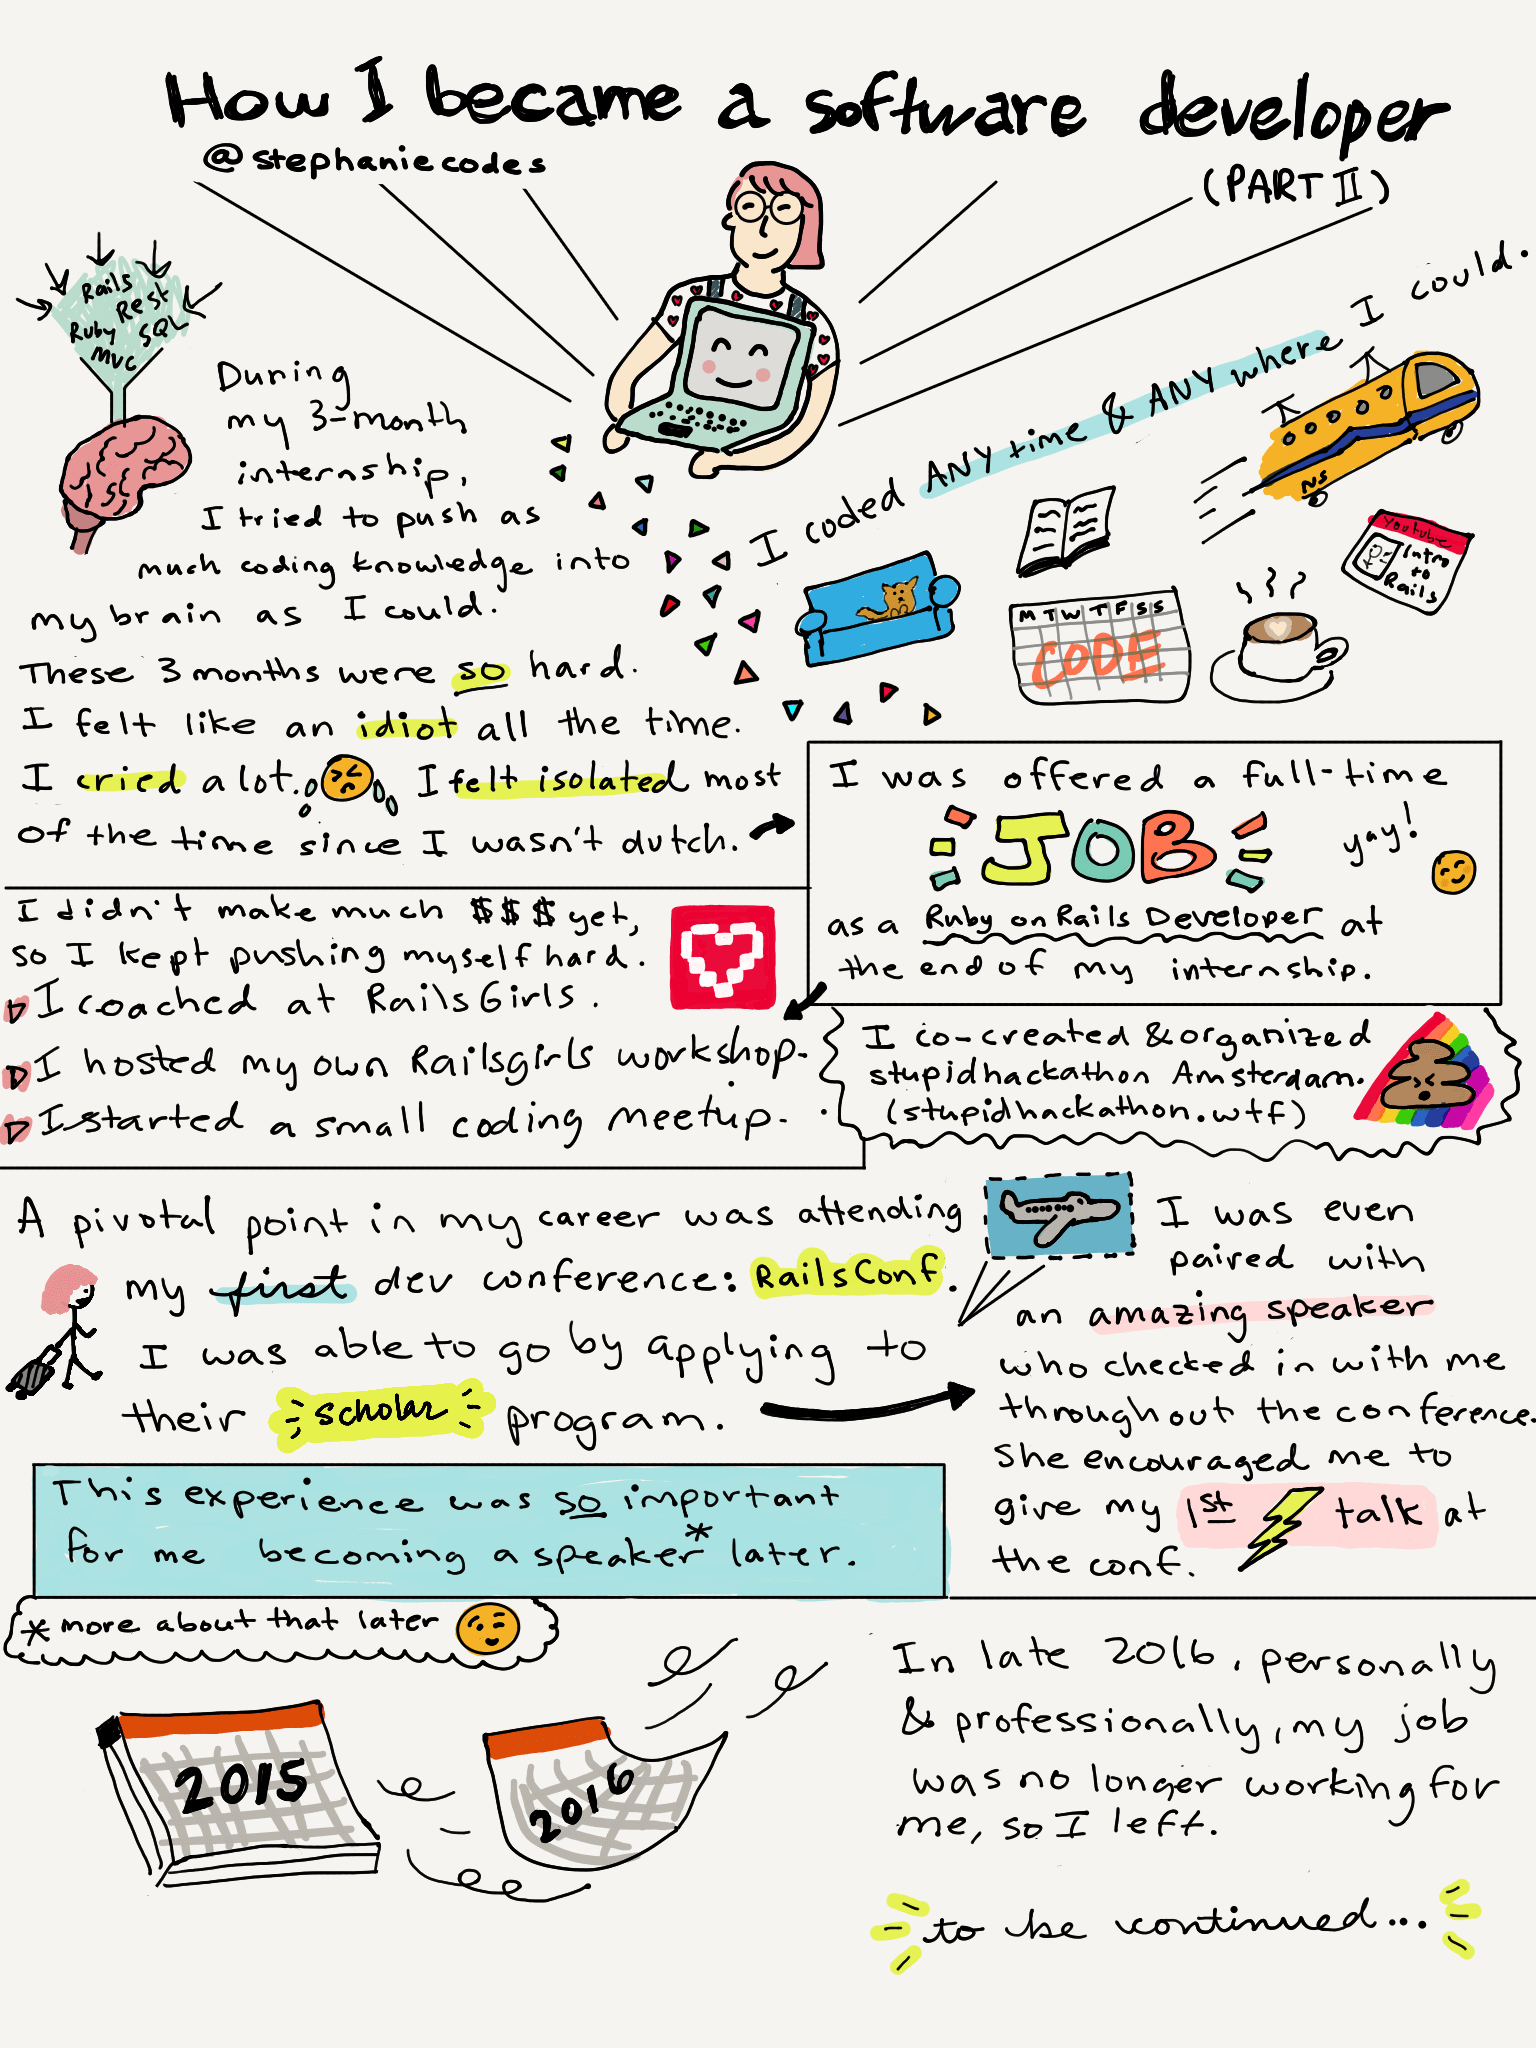 How I became a software developer
@stephaniecodes
(PART II)
Rails
REST
Ruby SQL
MVC
During
my 3-month
internship,
I tried to push as
much coding knowledge into
my brain as I could.
These 3 months were so hard.
I felt like an idiot all the time.
I cried a lot. I felt isolated most
of the time since I wasn't dutch.
I coded ANY time & ANY where I could.
NS
Youtube
Intro
to
Rails
M T W T F S S
CODE
I was offered a full-time
JOB
yay!
as a Ruby on Rails Developer at
the end of my internship.
I didn't make much $$$ yet,
so I kept pushing myself hard.
I coached at RailsGirls.
I hosted my own Railsgirls workshop.
I started a small coding meetup.
I co-created & organized
stupidhackathon Amsterdam.
(stupidhackathon.wtf)
A pivotal point in my career was attending
my first dev conference: RailsConf.
I was able to go by applying to
their scholar program.
I was even
paired with
an amazing speaker
who checked in with me
throughout the conference.
She encouraged me to
give my 1st talk at
the conf.
This experience was so important
for me becoming a speaker* later.
* more about that later
2015
2016
In late 2016, personally
& professionally, my job
was no longer working for
me, so I left.
to be continued...